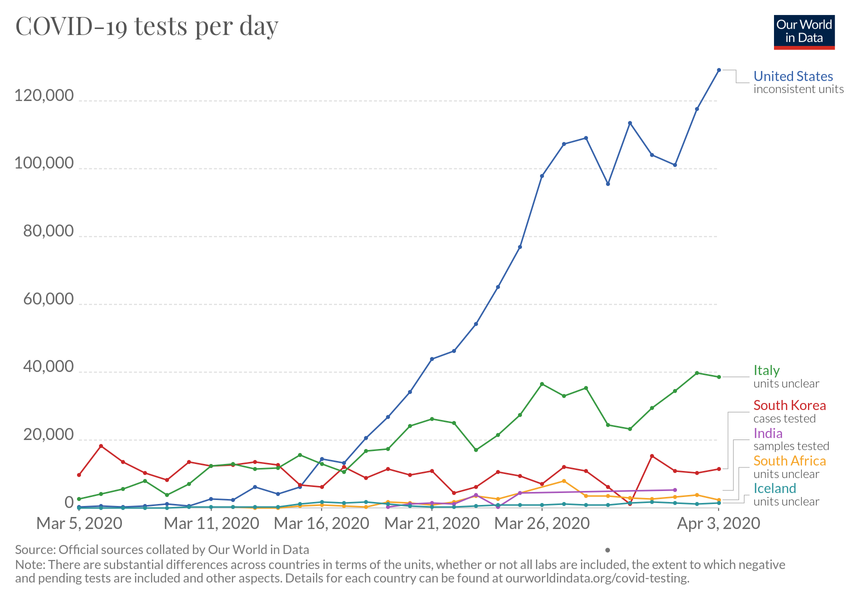 COVID-19 tests per day
Our World
in Data
United States
inconsistent units
120,000
100,000
80,000
60,000
40,000
20,000
0
Italy
units unclear
South Korea
cases tested
India
samples tested
South Africa
units unclear
Iceland
units unclear
Mar 5, 2020 Mar 11, 2020 Mar 16, 2020 Mar 21, 2020 Mar 26, 2020 Apr 3, 2020
Source: Official sources collated by Our World in Data
Note: There are substantial differences across countries in terms of the units, whether or not all labs are included, the extent to which negative
and pending tests are included and other aspects. Details for each country can be found at ourworldindata.org/covid-testing.